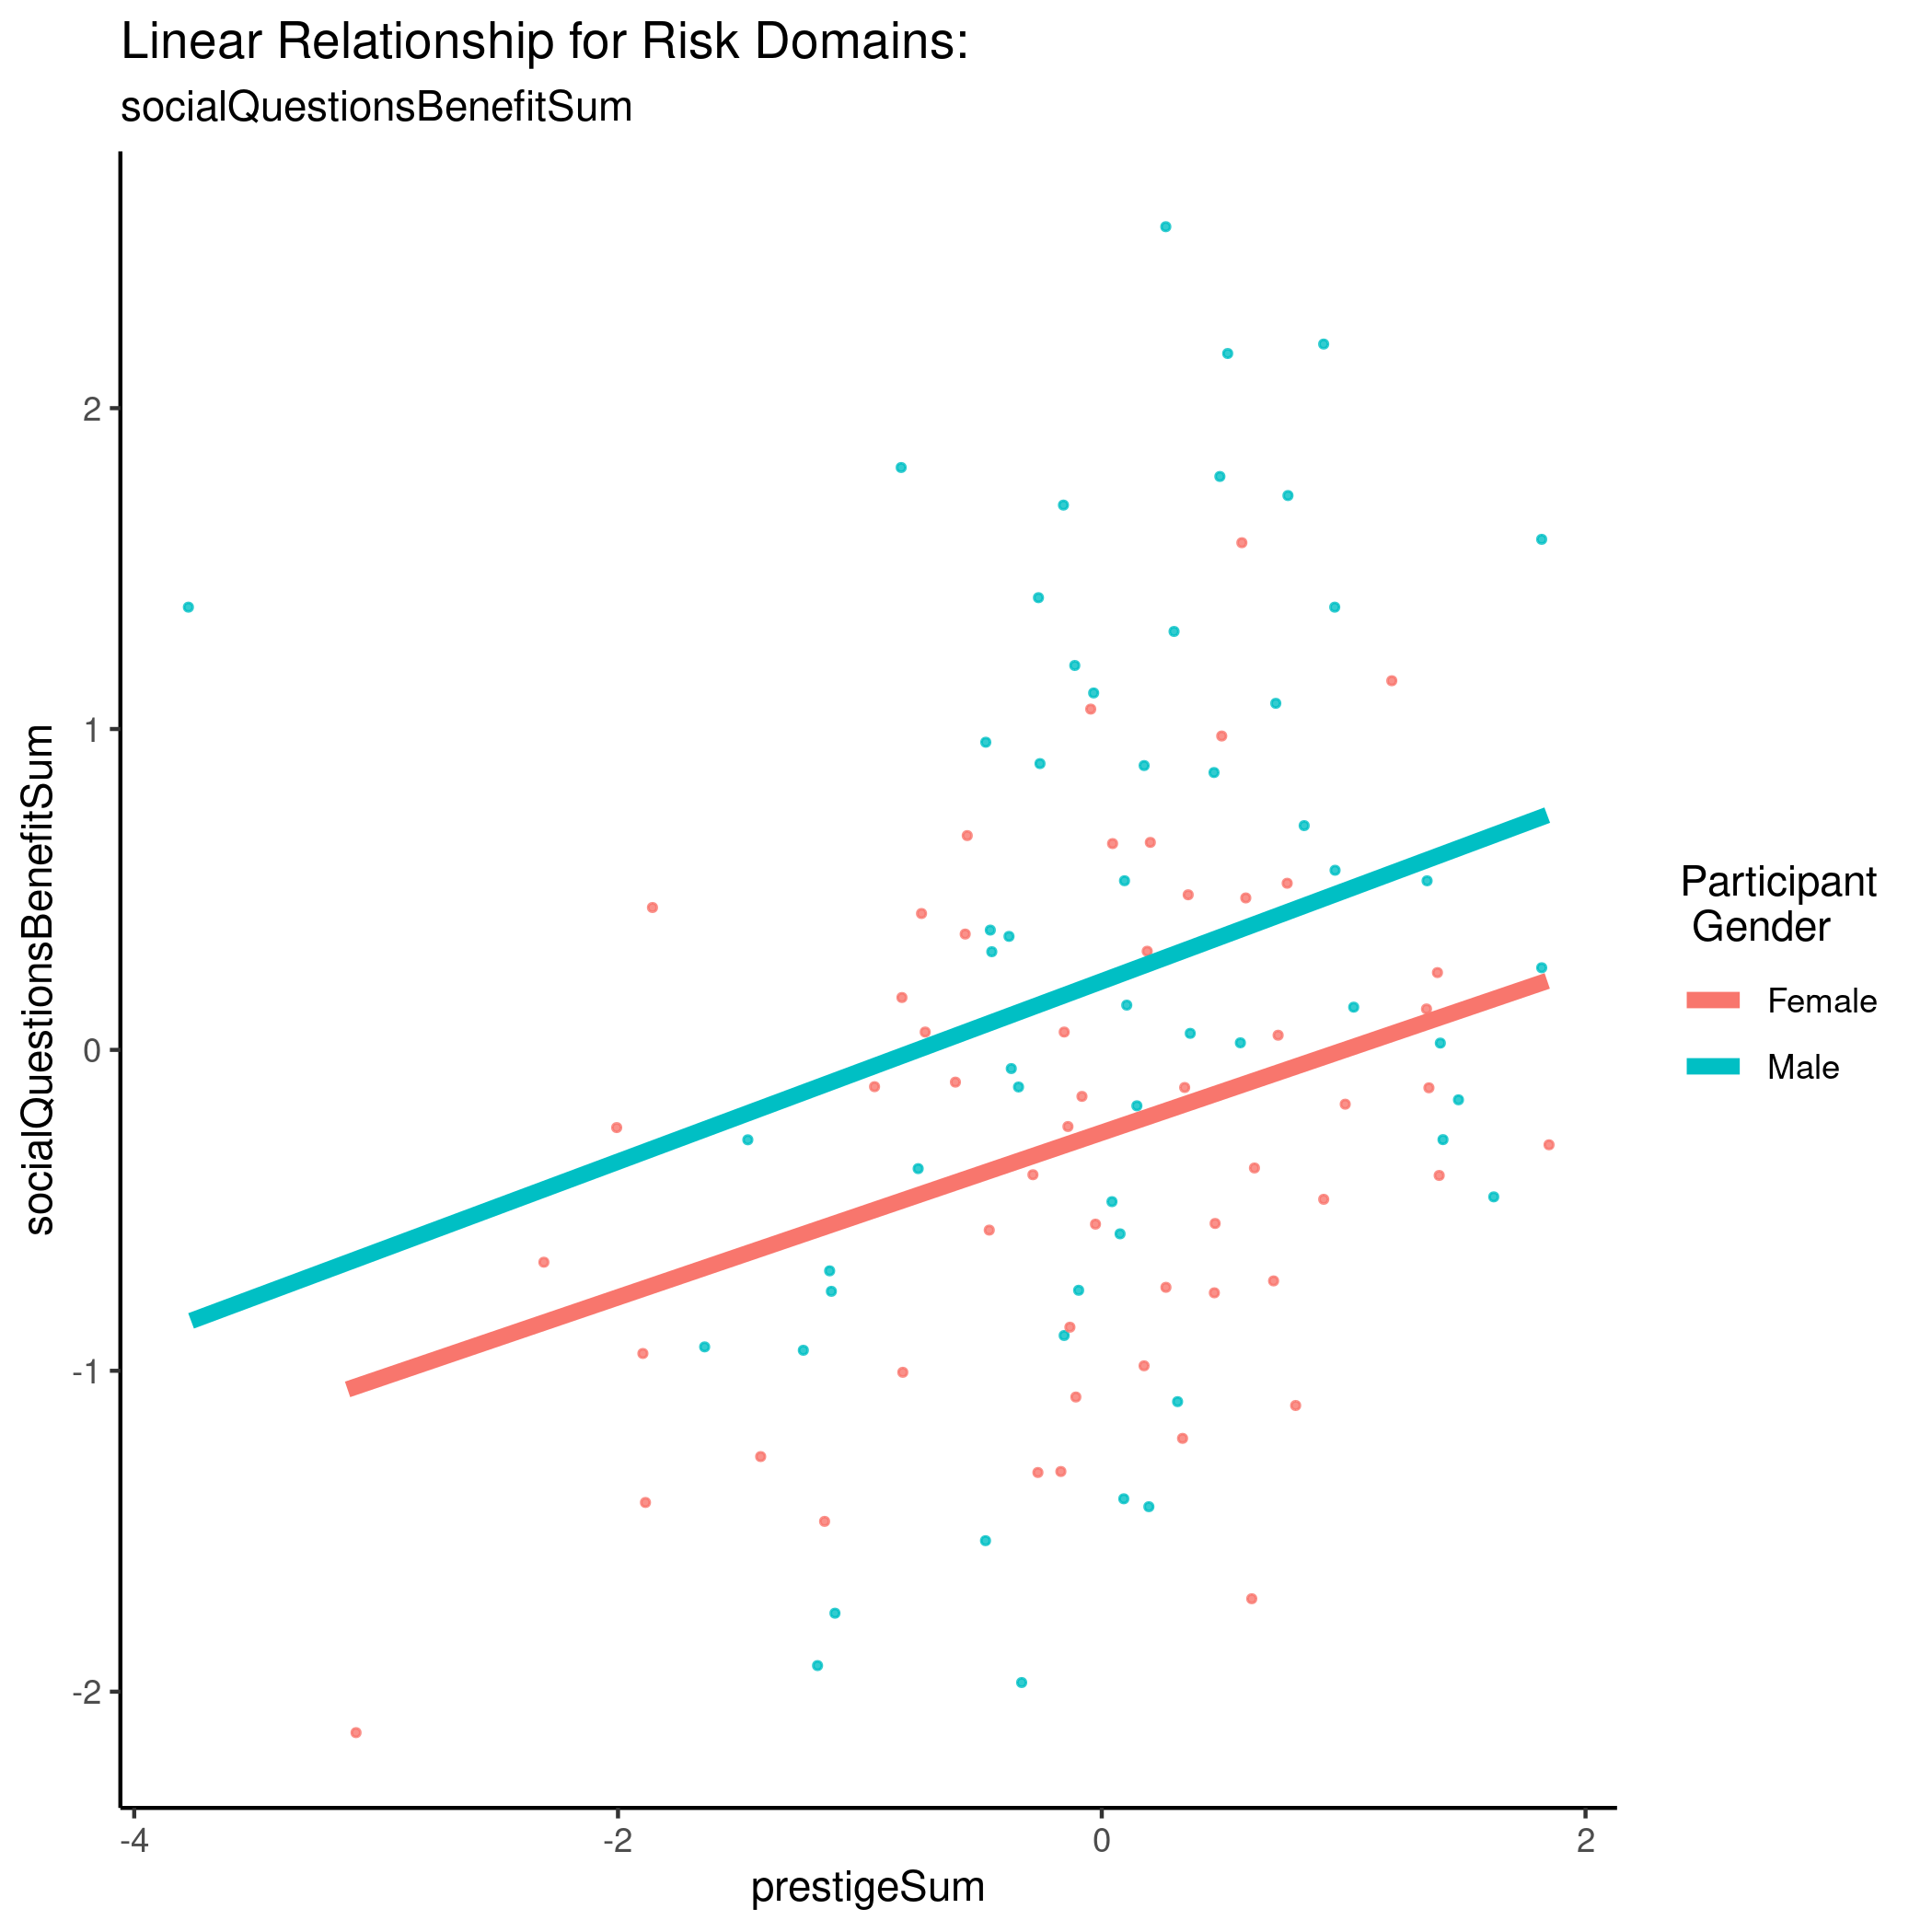 Linear Relationship for Risk Domains:
socialQuestionsBenefitSum
socialQuestionsBenefitSum
2
1
0
-1
-2
-4
-2
0
2
prestigeSum
Participant
Gender
Female
Male